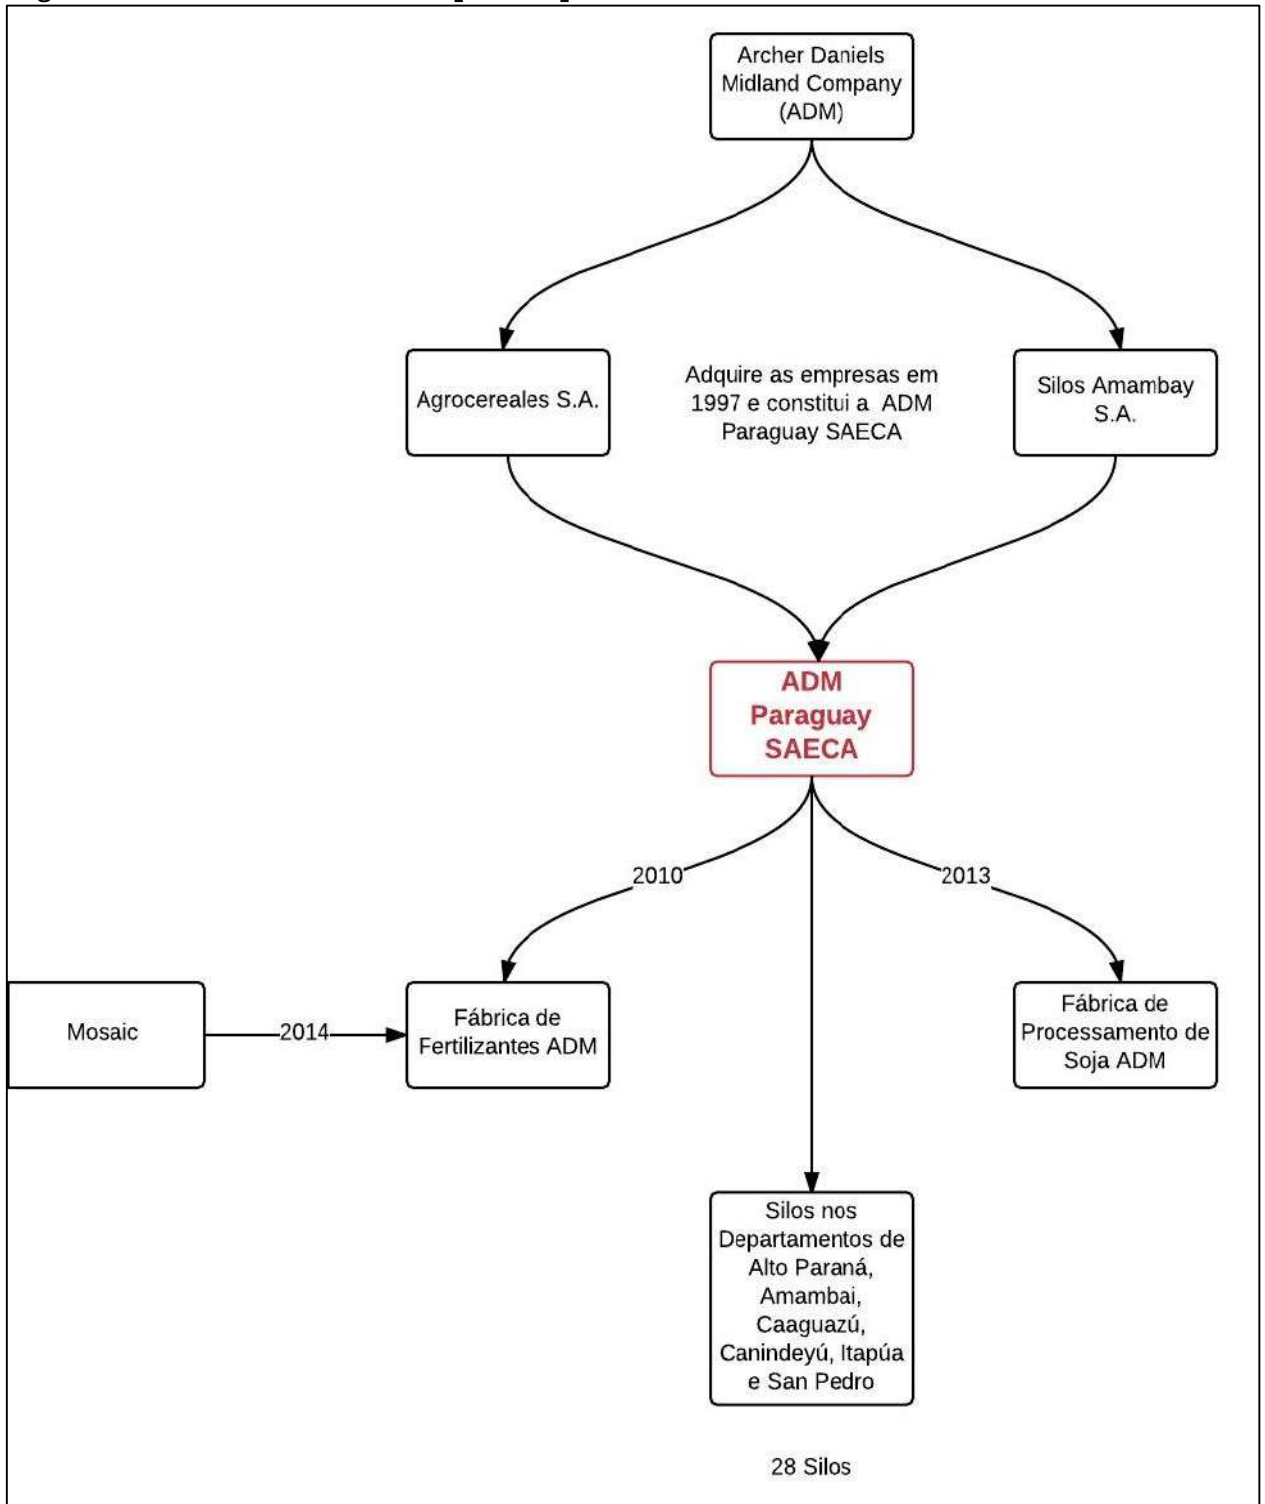 Archer Daniels
Midland Company
(ADM)
Agrocereales S.A.
Adquire as empresas em
1997 e constitui a ADM
Paraguay SAECA
Silos Amambay
S.A.
ADM
Paraguay
SAECA
2010
2013
Mosaic
2014
Fábrica de
Fertilizantes ADM
Fábrica de
Processamento de
Soja ADM
Silos nos
Departamentos de
Alto Paraná,
Amambai,
Caaguazú,
Canindeyú, Itapúa
e San Pedro
28 Silos